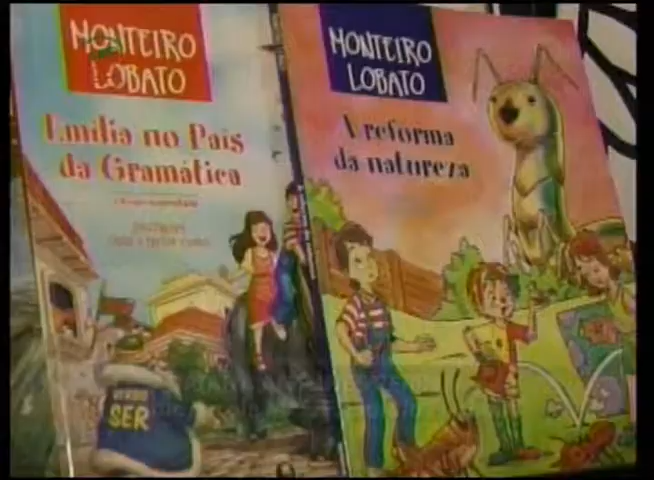 MONTEIRO
LOBATO
Emília no País
da Gramática
SER
MONTEIRO
LOBATO
A reforma
da natureza